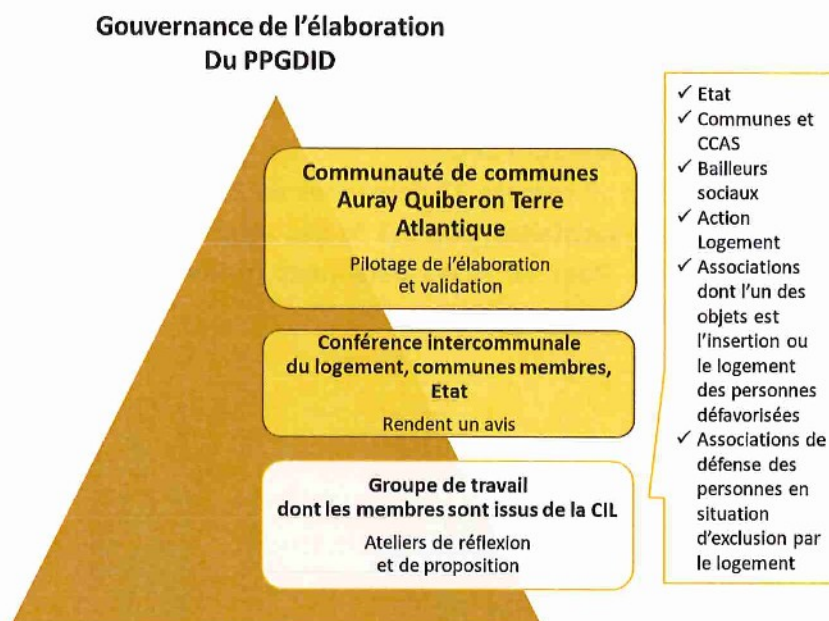 Gouvernance de l'élaboration
Du PPGDID
Communauté de communes
Auray Quiberon Terre
Atlantique
Pilotage de l'élaboration
et validation
Conférence intercommunale
du logement, communes membres,
Etat
Rendent un avis
Groupe de travail
dont les membres sont issus de la CIL
Ateliers de réflexion
et de proposition
✓ Etat
✓ Communes et
CCAS
✓ Bailleurs
sociaux
✓ Action
Logement
✓ Associations
dont l'un des
objets est
l'insertion ou
le logement
des personnes
défavorisées
✓ Associations de
défense des
personnes en
situation
d'exclusion par
le logement